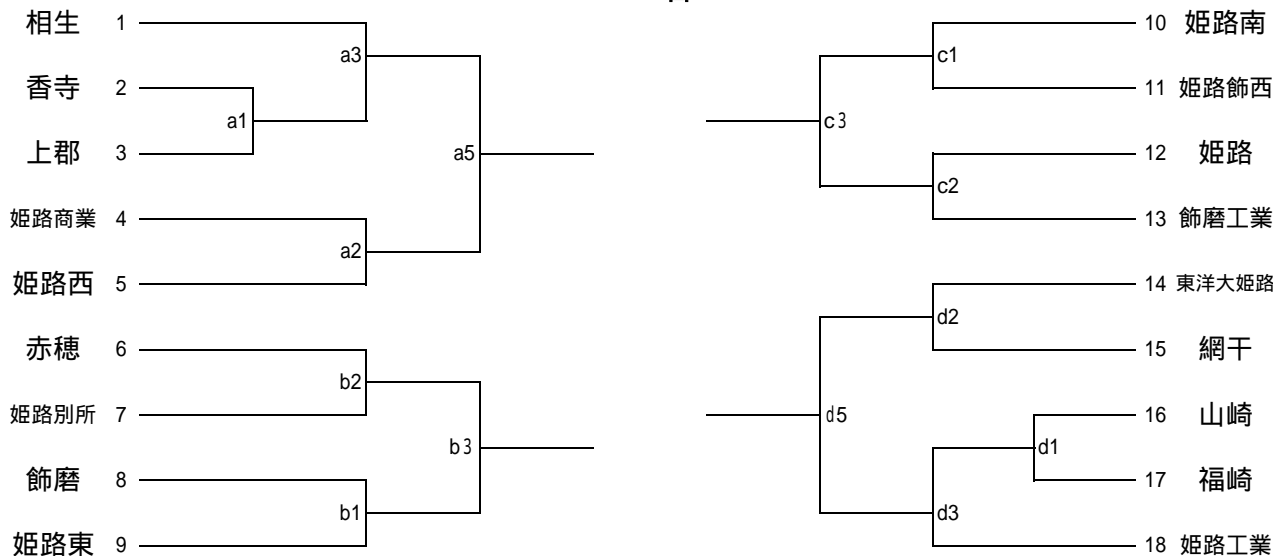 相生 1
a3
香寺 2
a1
上郡 3
a5
姫路商業 4
a2
姫路西 5
赤穂 6
b2
姫路別所 7
b3
飾磨 8
b1
姫路東 9
10 姫路南
c1
11 姫路飾西
c3
12 姫路
c2
13 飾磨工業
14 東洋大姫路
d2
15 網干
d5
16 山崎
d1
17 福崎
d3
18 姫路工業